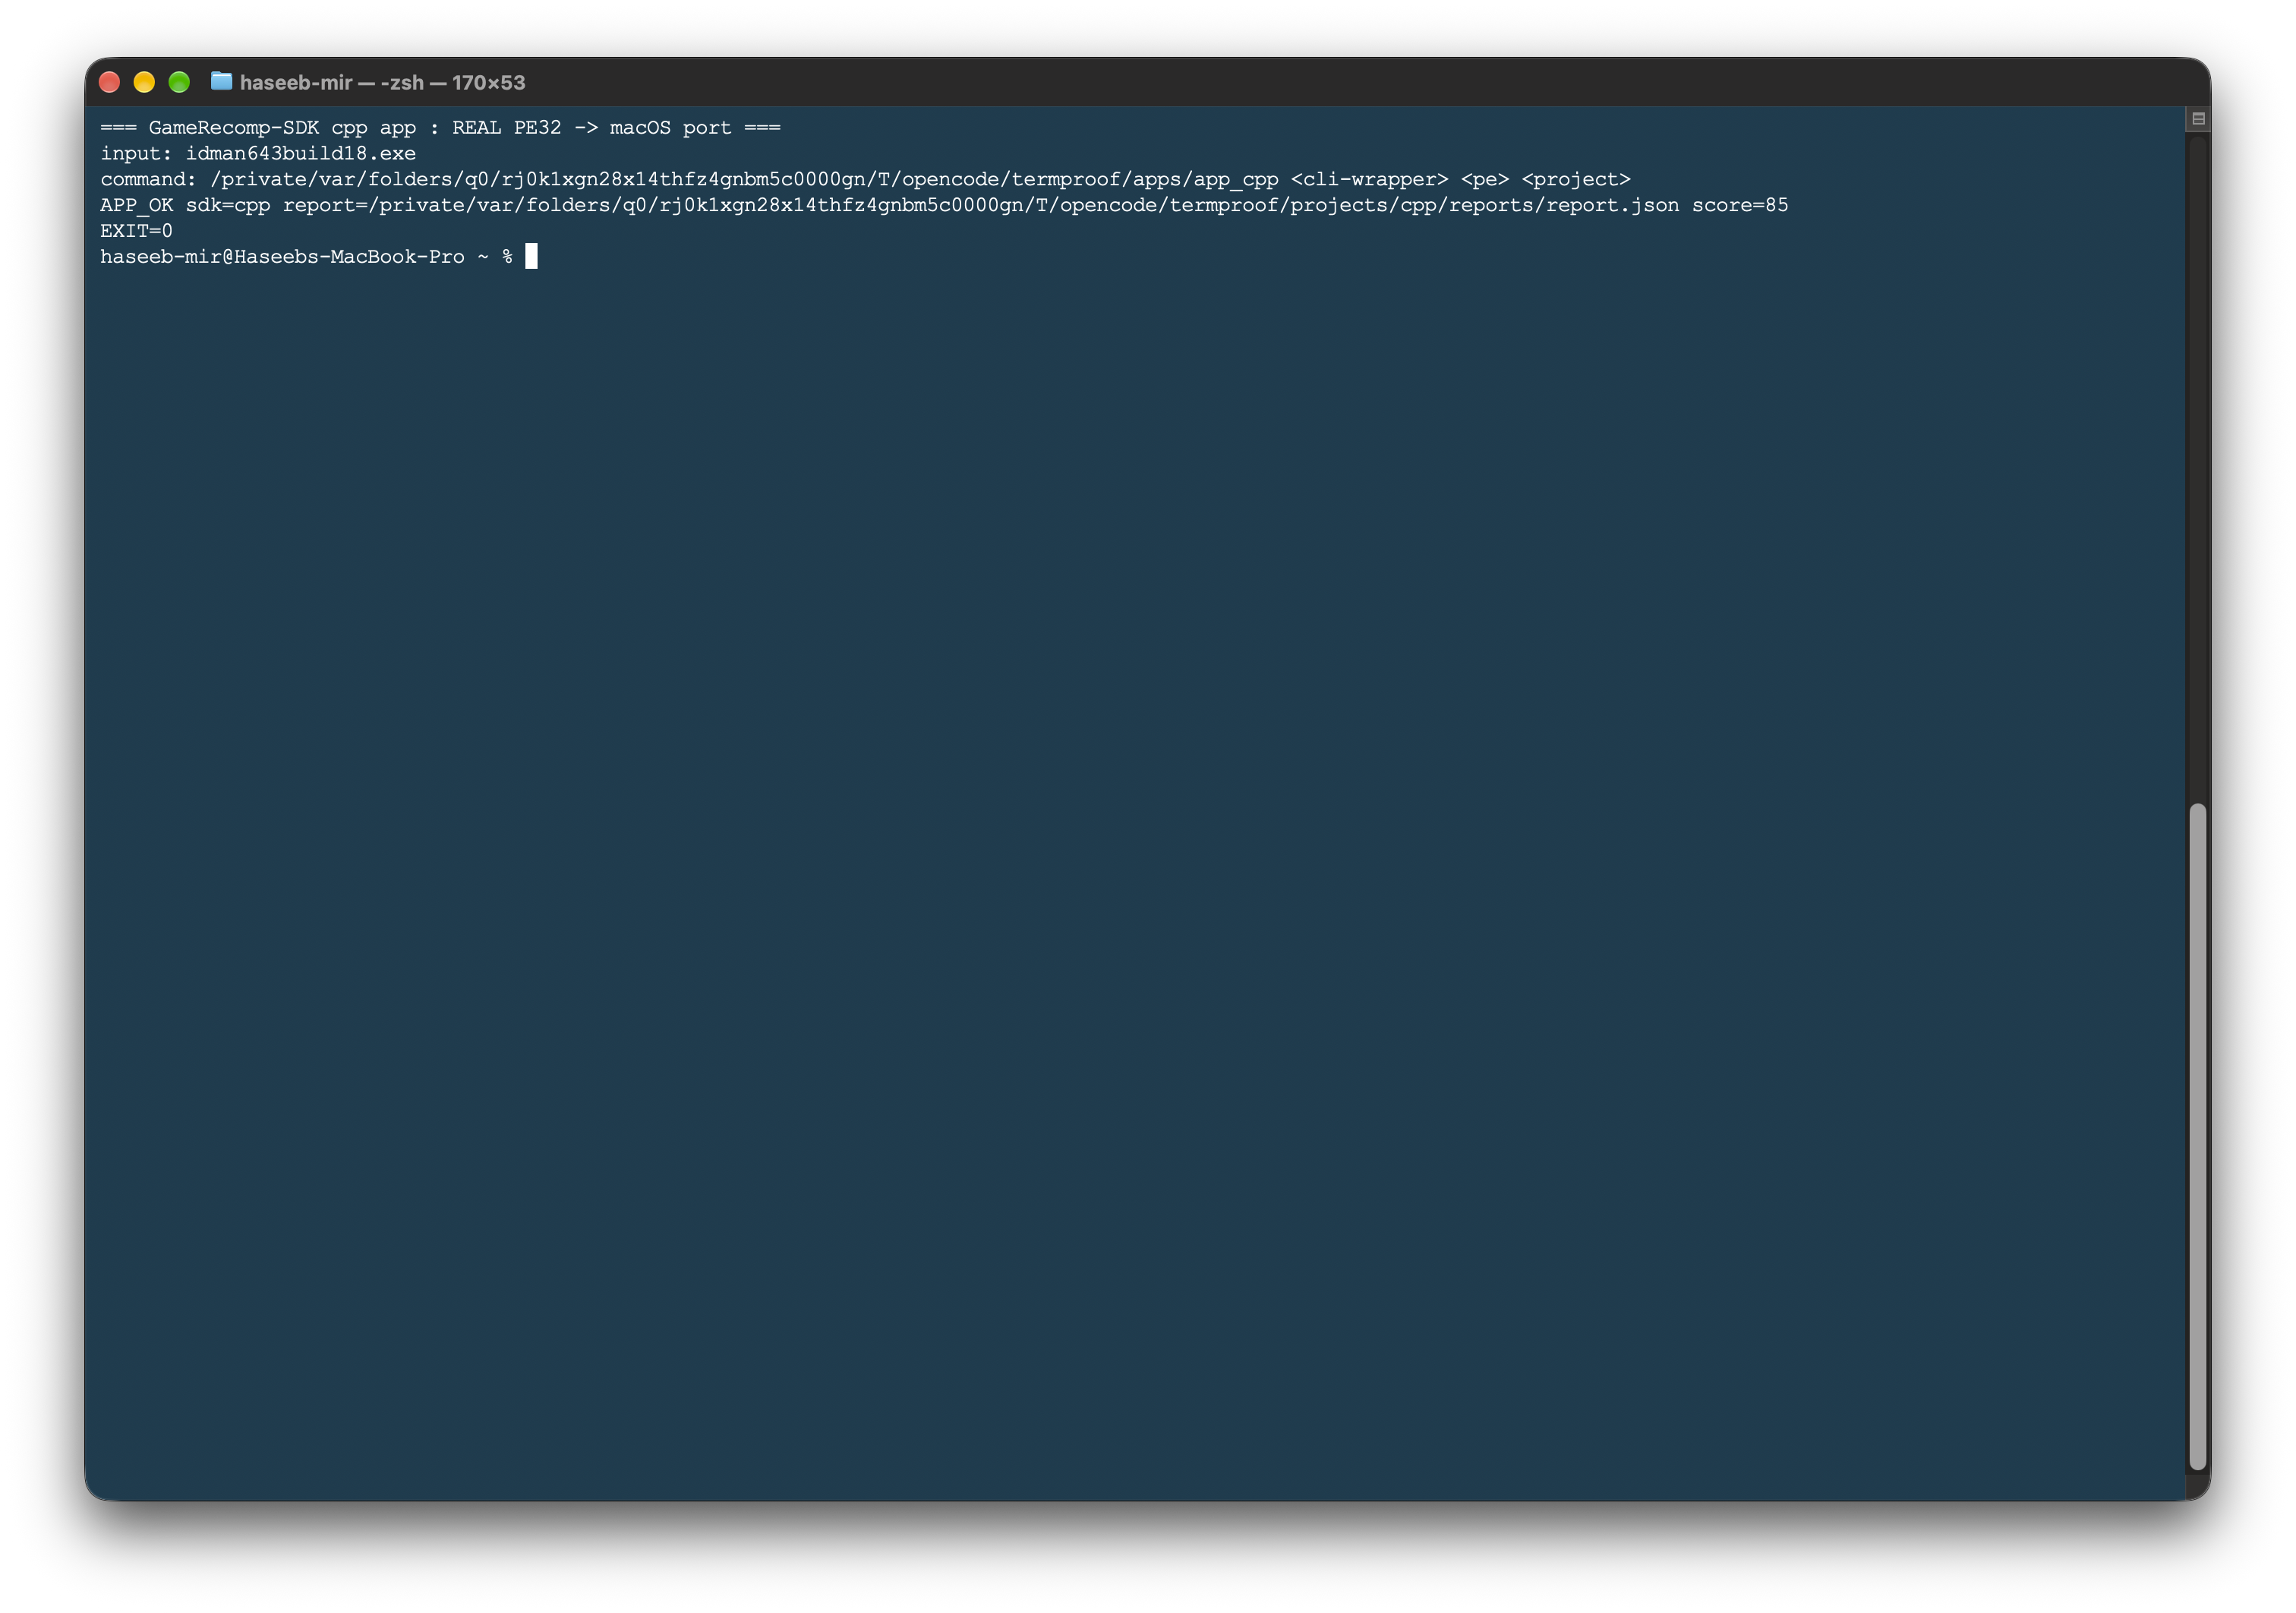 haseeb-mir — -zsh — 170×53
=== GameRecomp-SDK cpp app : REAL PE32 -> macOS port ===
input: idman643build18.exe
command: /private/var/folders/q0/rj0k1xgn28x14thfz4gnbm5c0000gn/T/opencode/termproof/apps/app_cpp <cli-wrapper> <pe> <project>
APP_OK sdk=cpp report=/private/var/folders/q0/rj0k1xgn28x14thfz4gnbm5c0000gn/T/opencode/termproof/projects/cpp/reports/report.json score=85
EXIT=0
haseeb-mir@Haseebs-MacBook-Pro ~ %